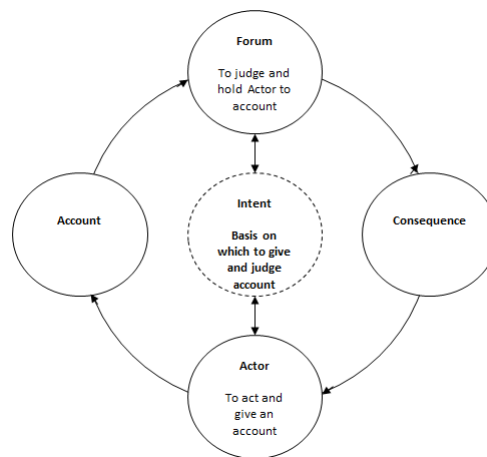 Forum
To judge and
hold Actor to
account
Account
Intent
Basis on
which to give
and judge
account
Consequence
Actor
To act and
give an
account